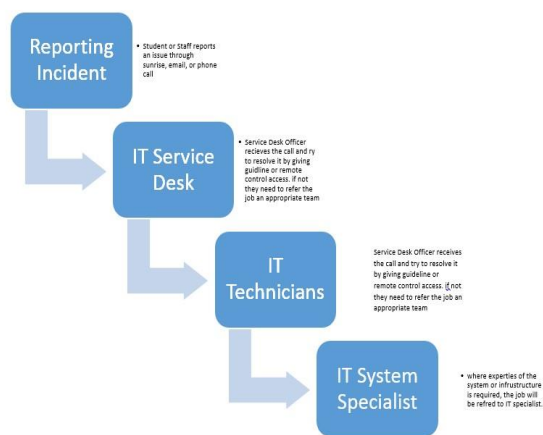 Reporting
Incident
• Student or Staff reports
an issue through
sunrise, email, or phone
call
IT Service
Desk
• Service Desk Officer
recieves the call and ry
to resolve it by giving
guidline or remote
control access. if not
they need to refer the
job an appropriate team
IT
Technicians
Service Desk Officer receives
the call and try to resolve it
by giving guideline or
remote control access. if not
they need to refer the job an
appropriate team
IT System
Specialist
• where experties of the
system or infrustructure
is required, the job will
be refred to IT specialist.